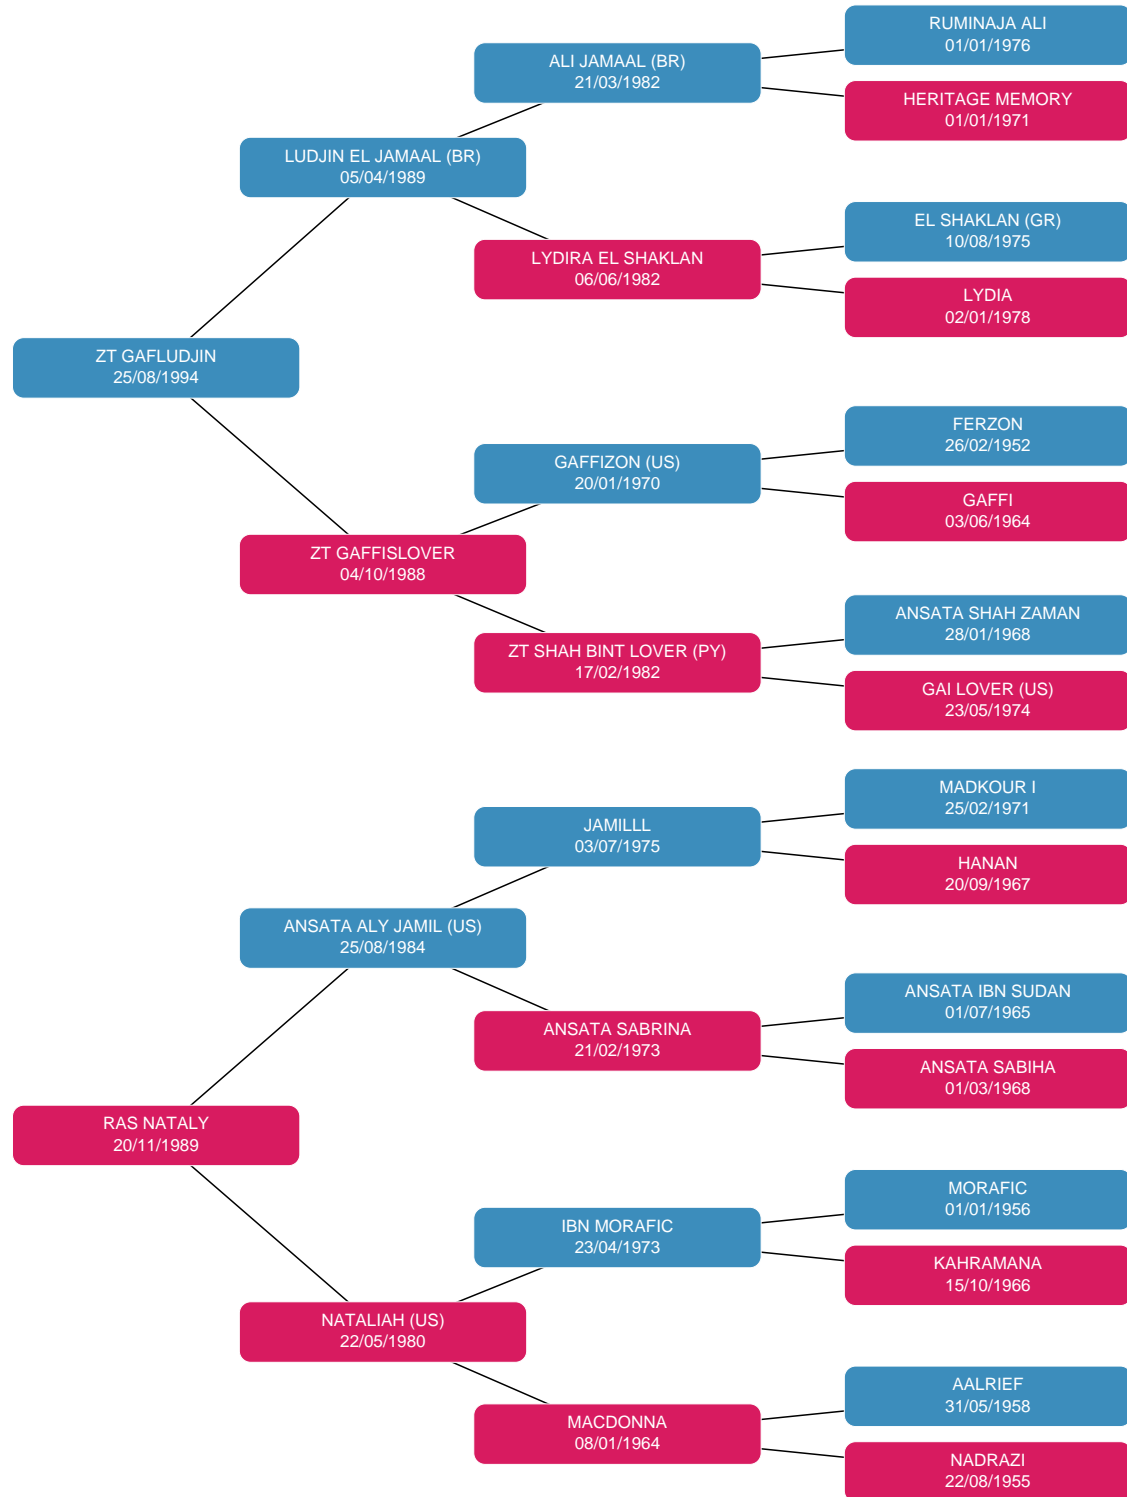 RUMINAJA ALI
01/01/1976
ALI JAMAAL (BR)
21/03/1982
HERITAGE MEMORY
01/01/1971
LUDJIN EL JAMAAL (BR)
05/04/1989
EL SHAKLAN (GR)
10/08/1975
LYDIRA EL SHAKLAN
06/06/1982
LYDIA
02/01/1978
ZT GAFLUDJIN
25/08/1994
FERZON
26/02/1952
GAFFIZON (US)
20/01/1970
GAFFI
03/06/1964
ZT GAFFISLOVER
04/10/1988
ANSATA SHAH ZAMAN
28/01/1968
ZT SHAH BINT LOVER (PY)
17/02/1982
GAI LOVER (US)
23/05/1974
MADKOUR I
25/02/1971
JAMILLL
03/07/1975
HANAN
20/09/1967
ANSATA ALY JAMIL (US)
25/08/1984
ANSATA IBN SUDAN
01/07/1965
ANSATA SABRINA
21/02/1973
ANSATA SABIHA
01/03/1968
RAS NATALY
20/11/1989
MORAFIC
01/01/1956
IBN MORAFIC
23/04/1973
KAHRAMANA
15/10/1966
NATALIAH (US)
22/05/1980
AALRIEF
31/05/1958
MACDONNA
08/01/1964
NADRAZI
22/08/1955